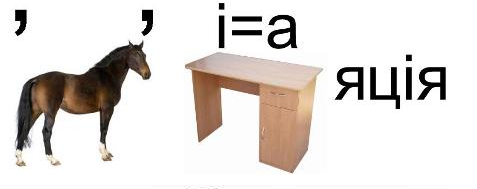 , , і=а
яція